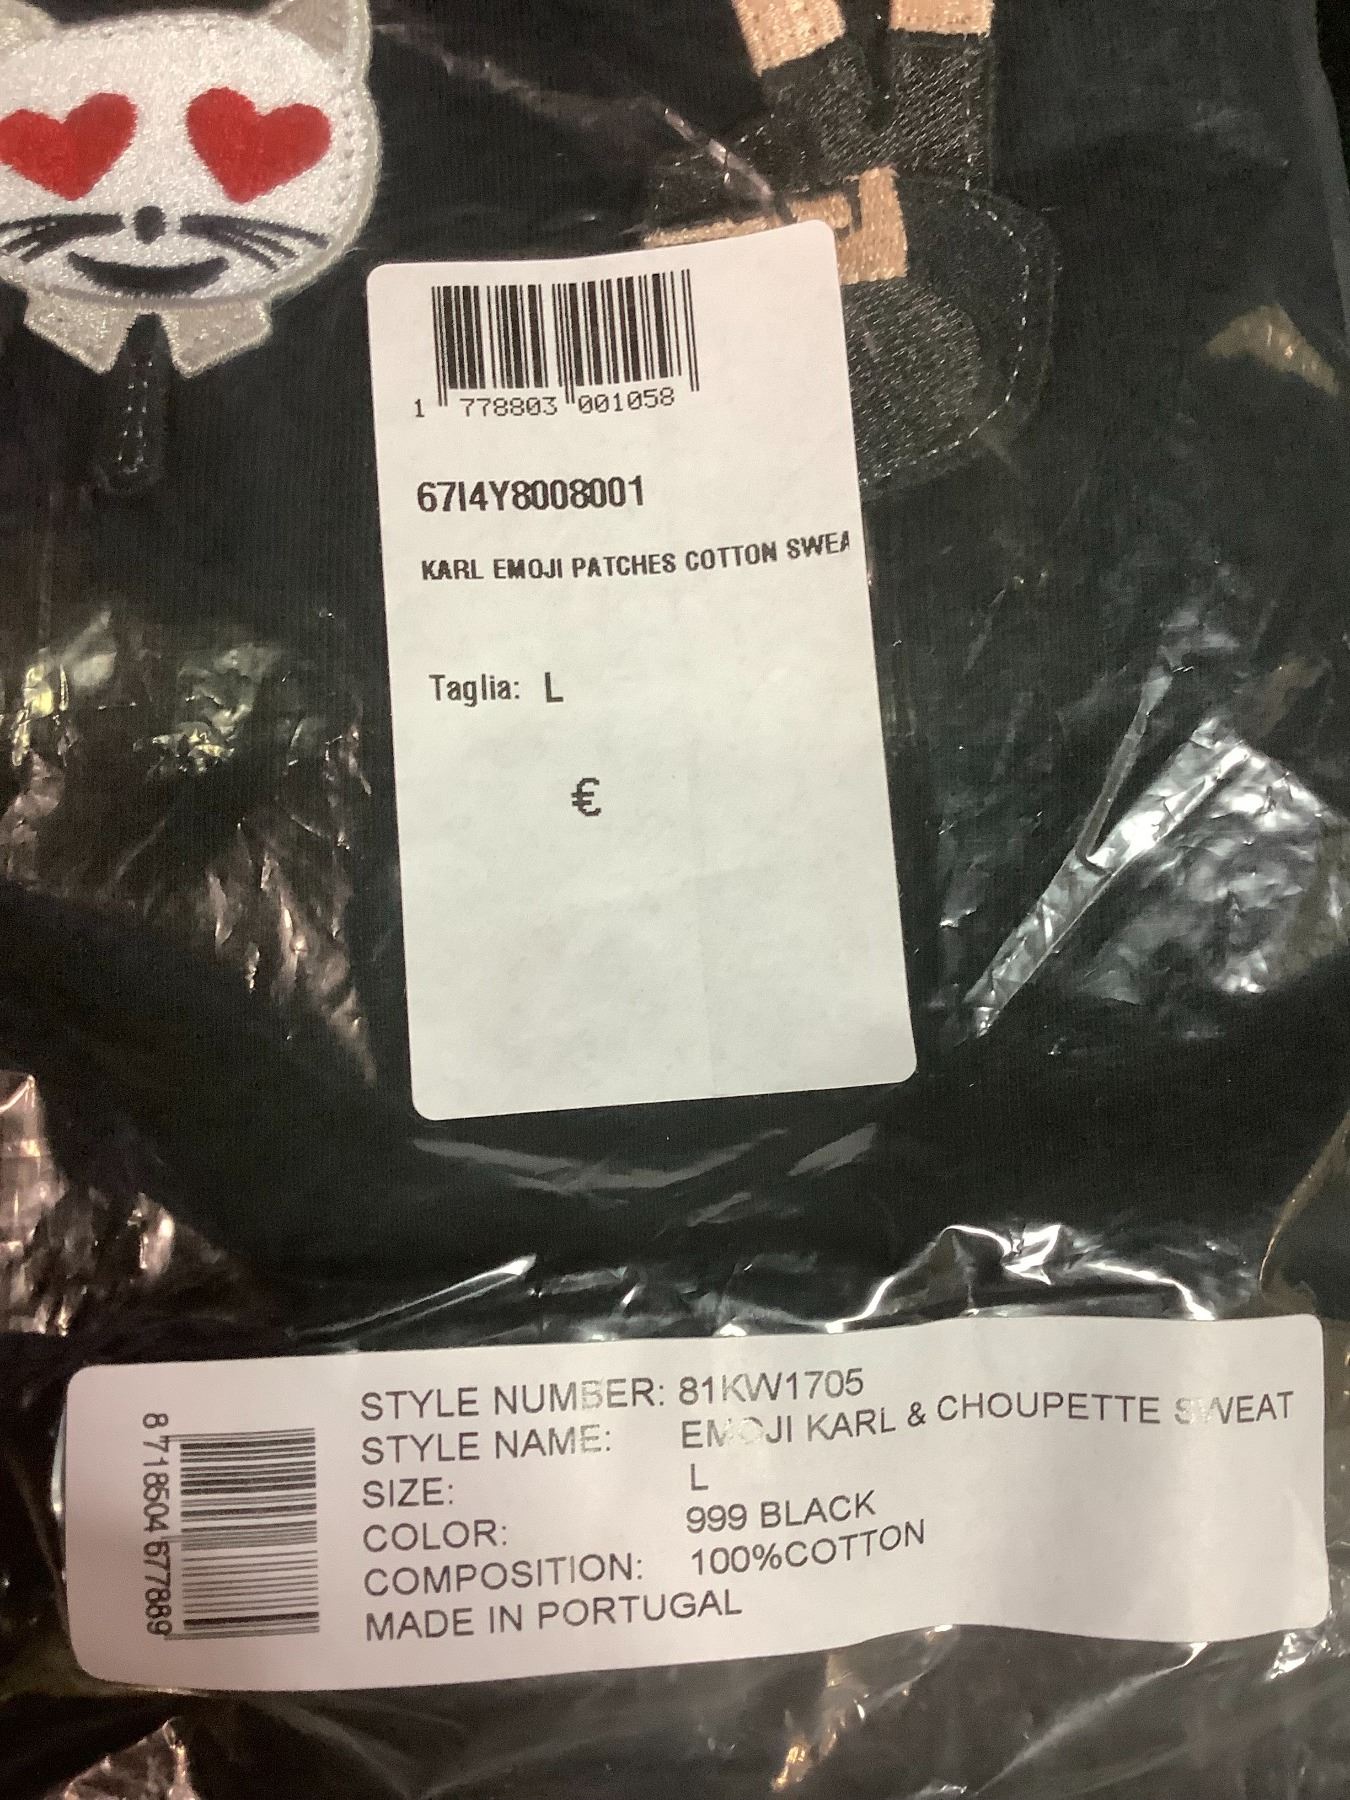 1 778803 001058
67I4Y8008001
KARL EMOJI PATCHES COTTON SWEA
Taglia: L
€
8 718504 677889
STYLE NUMBER: 81KW1705
STYLE NAME: EMOJI KARL & CHOUPETTE SWEAT
SIZE: L
COLOR: 999 BLACK
COMPOSITION: 100%COTTON
MADE IN PORTUGAL